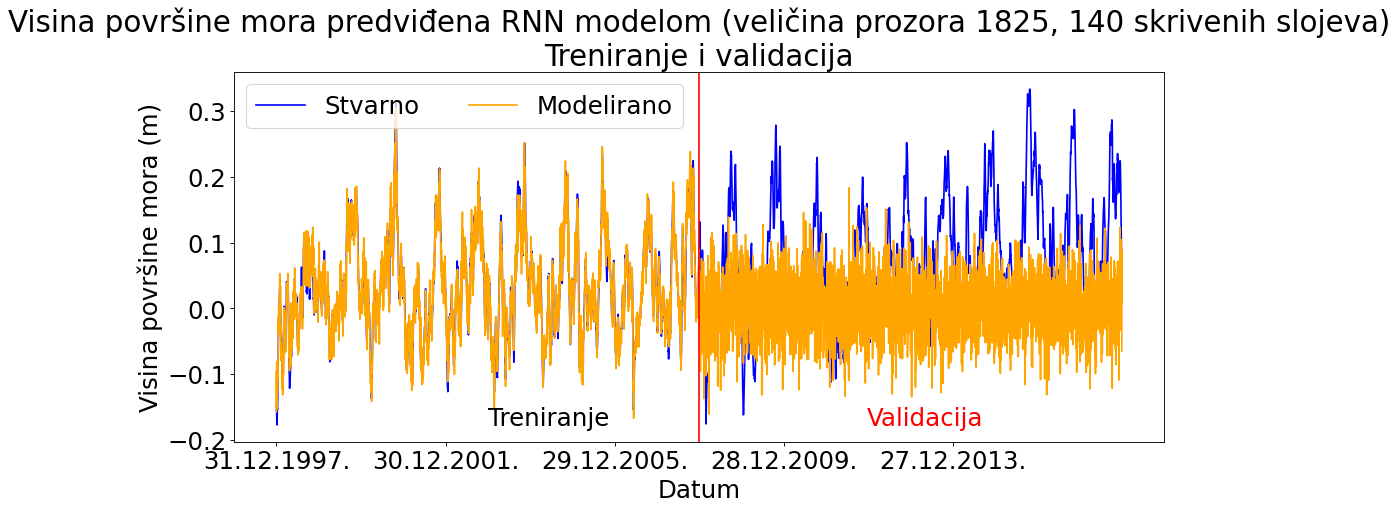 Visina površine mora predviđena RNN modelom (veličina prozora 1825, 140 skrivenih slojeva)
Treniranje i validacija
Stvarno Modelirano
Visina površine mora (m)
0.3
0.2
0.1
0.0
−0.1
−0.2
Treniranje Validacija
31.12.1997. 30.12.2001. 29.12.2005. 28.12.2009. 27.12.2013.
Datum